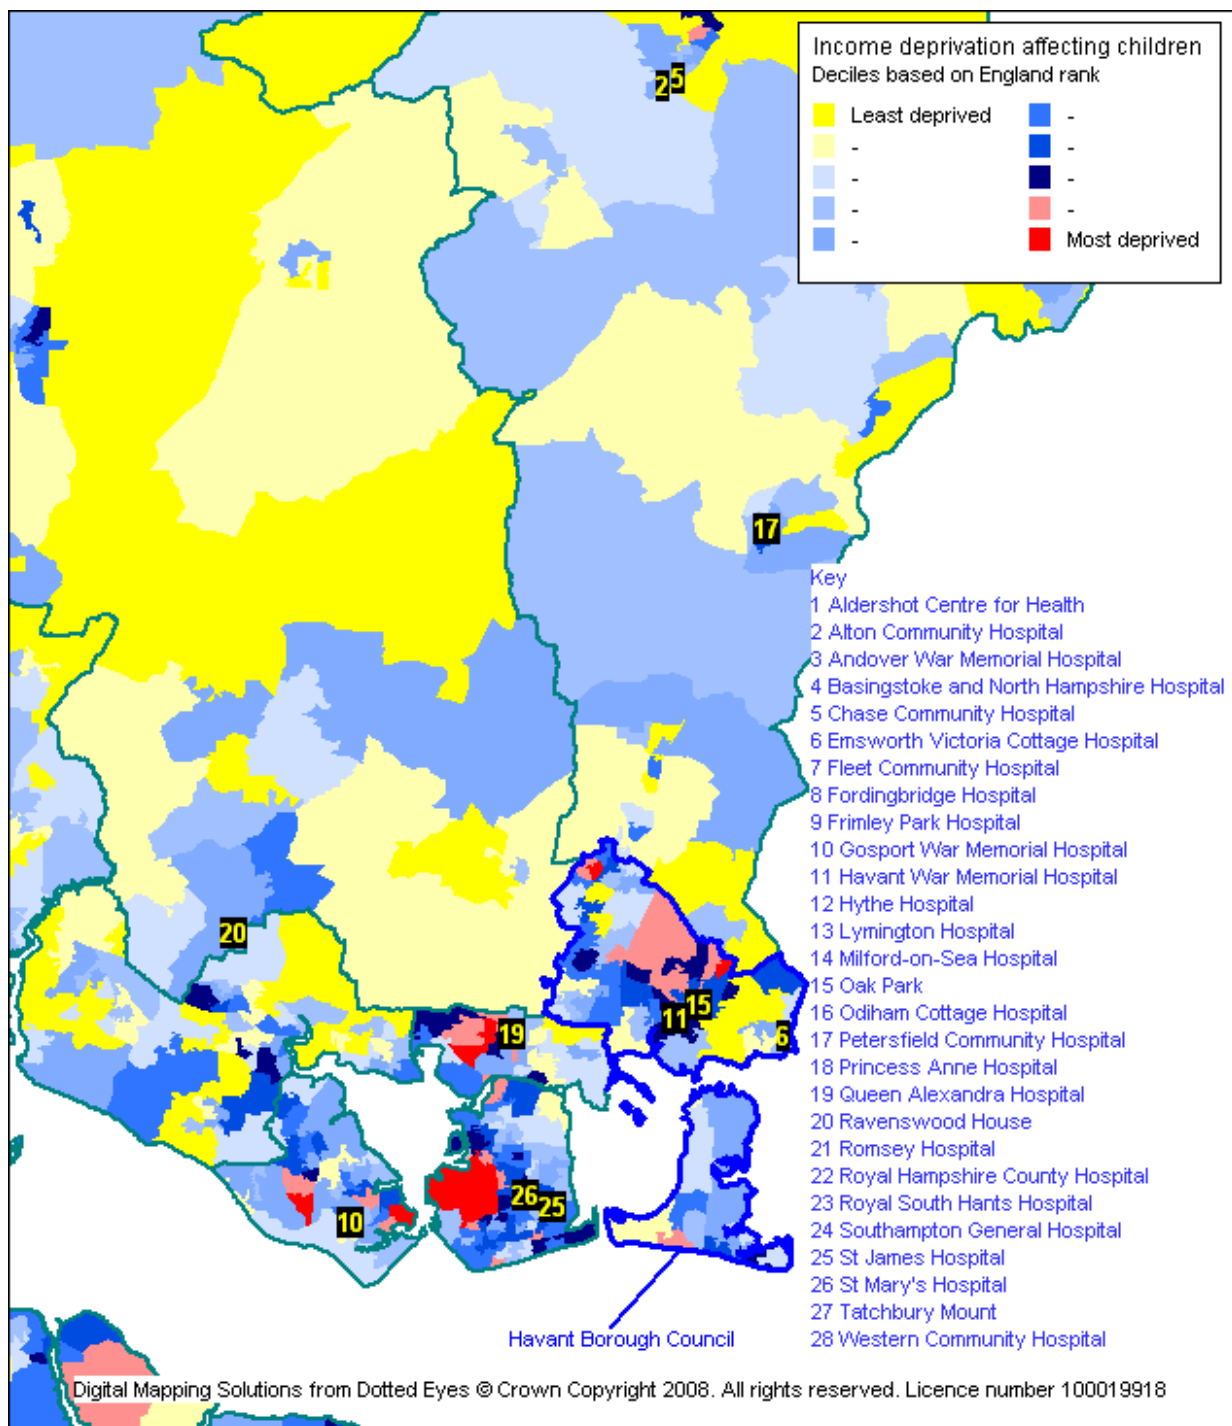 Income deprivation affecting children
Deciles based on England rank
Least deprived -
- -
- -
- -
- Most deprived
2 5
17
Key
1 Aldershot Centre for Health
2 Alton Community Hospital
3 Andover War Memorial Hospital
4 Basingstoke and North Hampshire Hospital
5 Chase Community Hospital
6 Emsworth Victoria Cottage Hospital
7 Fleet Community Hospital
8 Fordingbridge Hospital
9 Frimley Park Hospital
10 Gosport War Memorial Hospital
11 Havant War Memorial Hospital
12 Hythe Hospital
13 Lymington Hospital
14 Milford-on-Sea Hospital
15 Oak Park
16 Odiham Cottage Hospital
17 Petersfield Community Hospital
18 Princess Anne Hospital
19 Queen Alexandra Hospital
20 Ravenswood House
21 Romsey Hospital
22 Royal Hampshire County Hospital
23 Royal South Hants Hospital
24 Southampton General Hospital
25 St James Hospital
26 St Mary's Hospital
27 Tatchbury Mount
28 Western Community Hospital
20
15
11
19
6
26
25
10
Havant Borough Council
Digital Mapping Solutions from Dotted Eyes © Crown Copyright 2008. All rights reserved. Licence number 100019918